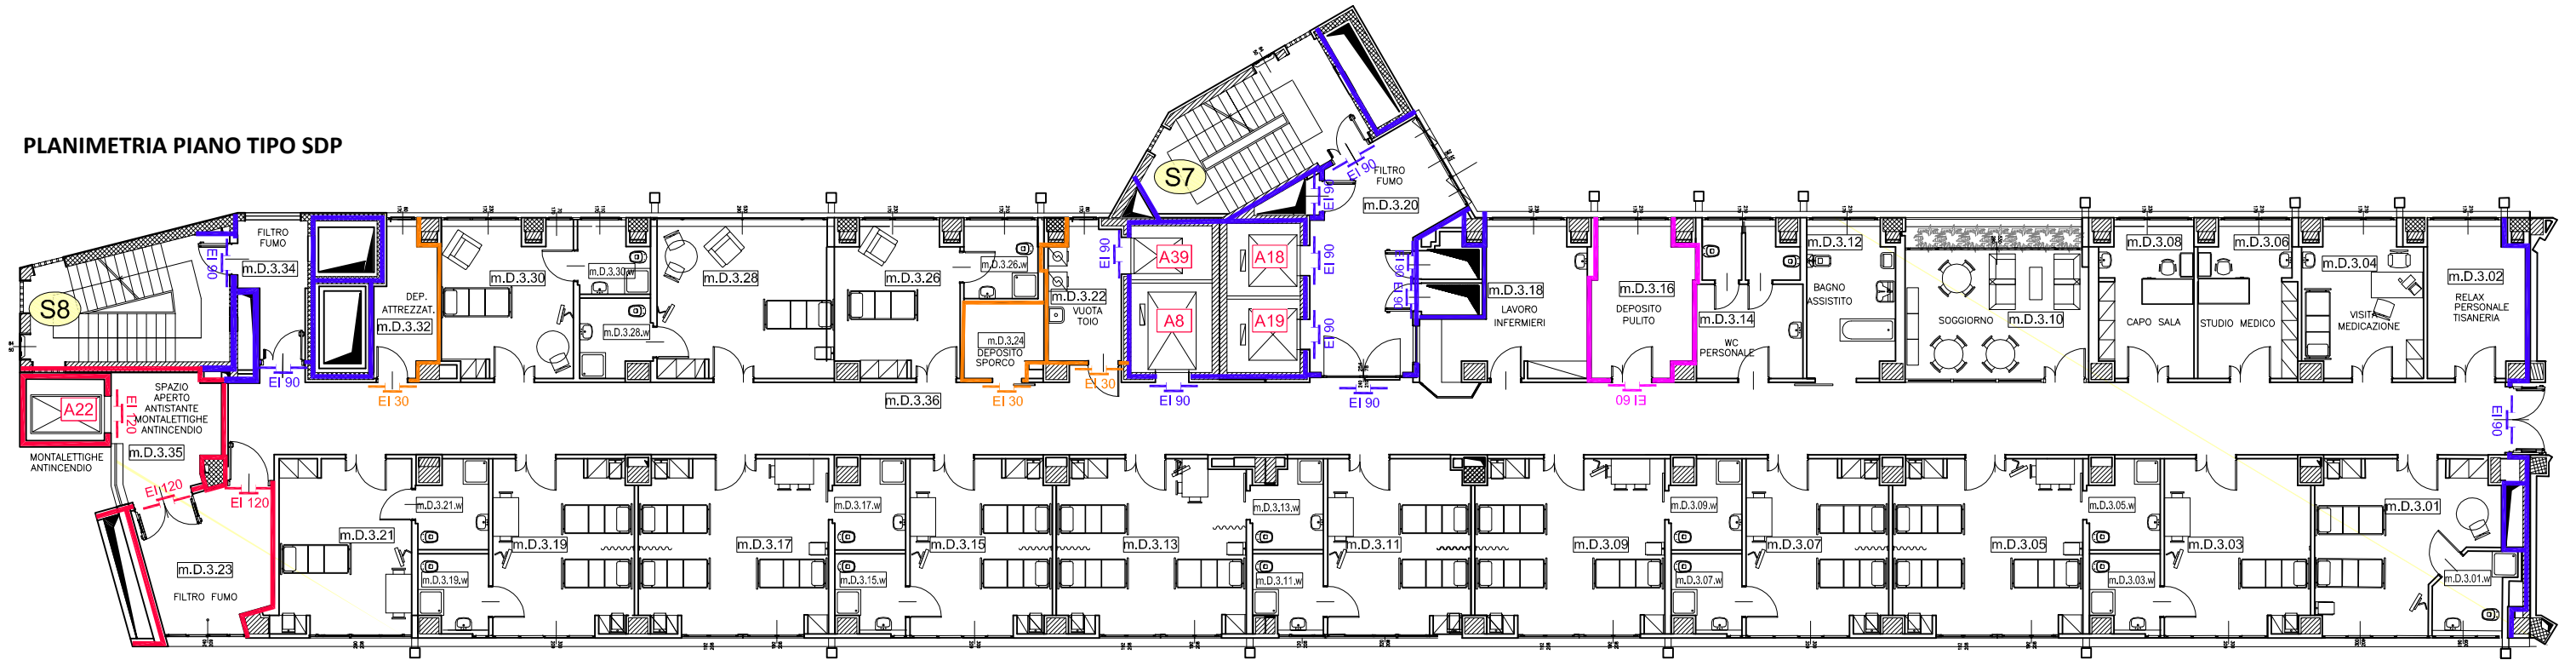 PLANIMETRIA PIANO TIPO SDP
S7
EI 90
FILTRO
FUMO
m.D.3.20
EI 90
S8
EI 90
FILTRO
FUMO
m.D.3.34
EI 90
DEP.
ATTREZZAT.
m.D.3.32
EI 30
m.D.3.30
m.D.3.30.w
m.D.3.28.w
m.D.3.28
m.D.3.26
m.D.3.26.w
m.D.3.24
DEPOSITO
SPORCO
EI 30
m.D.3.36
m.D.3.22
VUOTA
TOIO
EI 30
EI 90
A39
A8
EI 90
A18
A19
EI 90
EI 90
EI 90
EI 90
EI 90
m.D.3.18
LAVORO
INFERMIERI
m.D.3.16
DEPOSITO
PULITO
EI 60
m.D.3.14
WC
PERSONALE
m.D.3.12
BAGNO
ASSISTITO
SOGGIORNO
m.D.3.10
m.D.3.08
CAPO SALA
m.D.3.06
STUDIO MEDICO
m.D.3.04
VISITA
MEDICAZIONE
m.D.3.02
RELAX
PERSONALE
TISANERIA
EI 90
A22
EI 120
SPAZIO
APERTO
ANTISTANTE
MONTALETTIGHE
ANTINCENDIO
m.D.3.35
MONTALETTIGHE
ANTINCENDIO
EI 120
EI 120
m.D.3.23
FILTRO FUMO
m.D.3.21
m.D.3.21.w
m.D.3.19.w
m.D.3.19
m.D.3.17
m.D.3.17.w
m.D.3.15.w
m.D.3.15
m.D.3.13
m.D.3.13.w
m.D.3.11.w
m.D.3.11
m.D.3.09
m.D.3.09.w
m.D.3.07.w
m.D.3.07
m.D.3.05
m.D.3.05.w
m.D.3.03.w
m.D.3.03
m.D.3.01
m.D.3.01.w